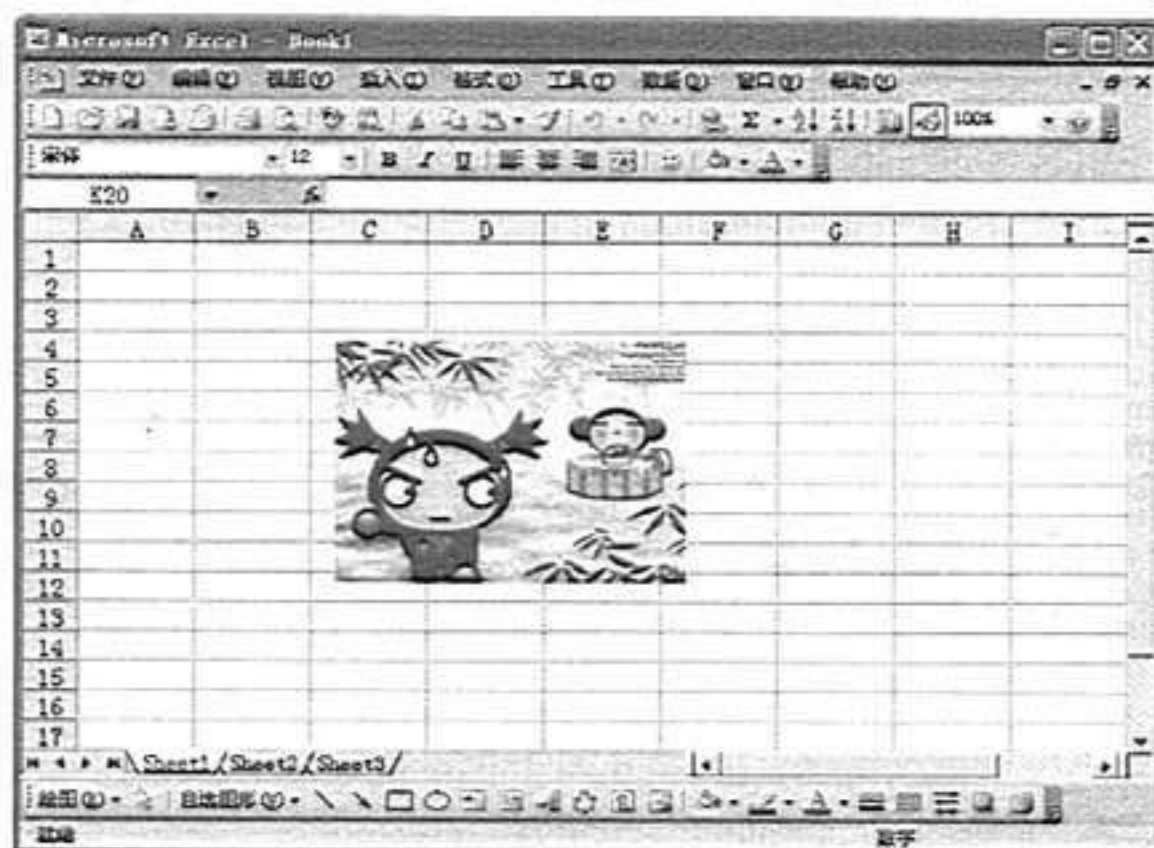 Microsoft Excel - Book1
文件(F) 编辑(E) 视图(V) 插入(I) 格式(O) 工具(T) 数据(D) 窗口(W) 帮助(H)
Σ 100%
宋体 12 B I U A
K20 fx
A B C D E F G H I
1
2
3
4
5
6
7
8
9
10
11
12
13
14
15
16
17
Sheet1 Sheet2 Sheet3
绘图(R) 自选图形(U) A
就绪 数字